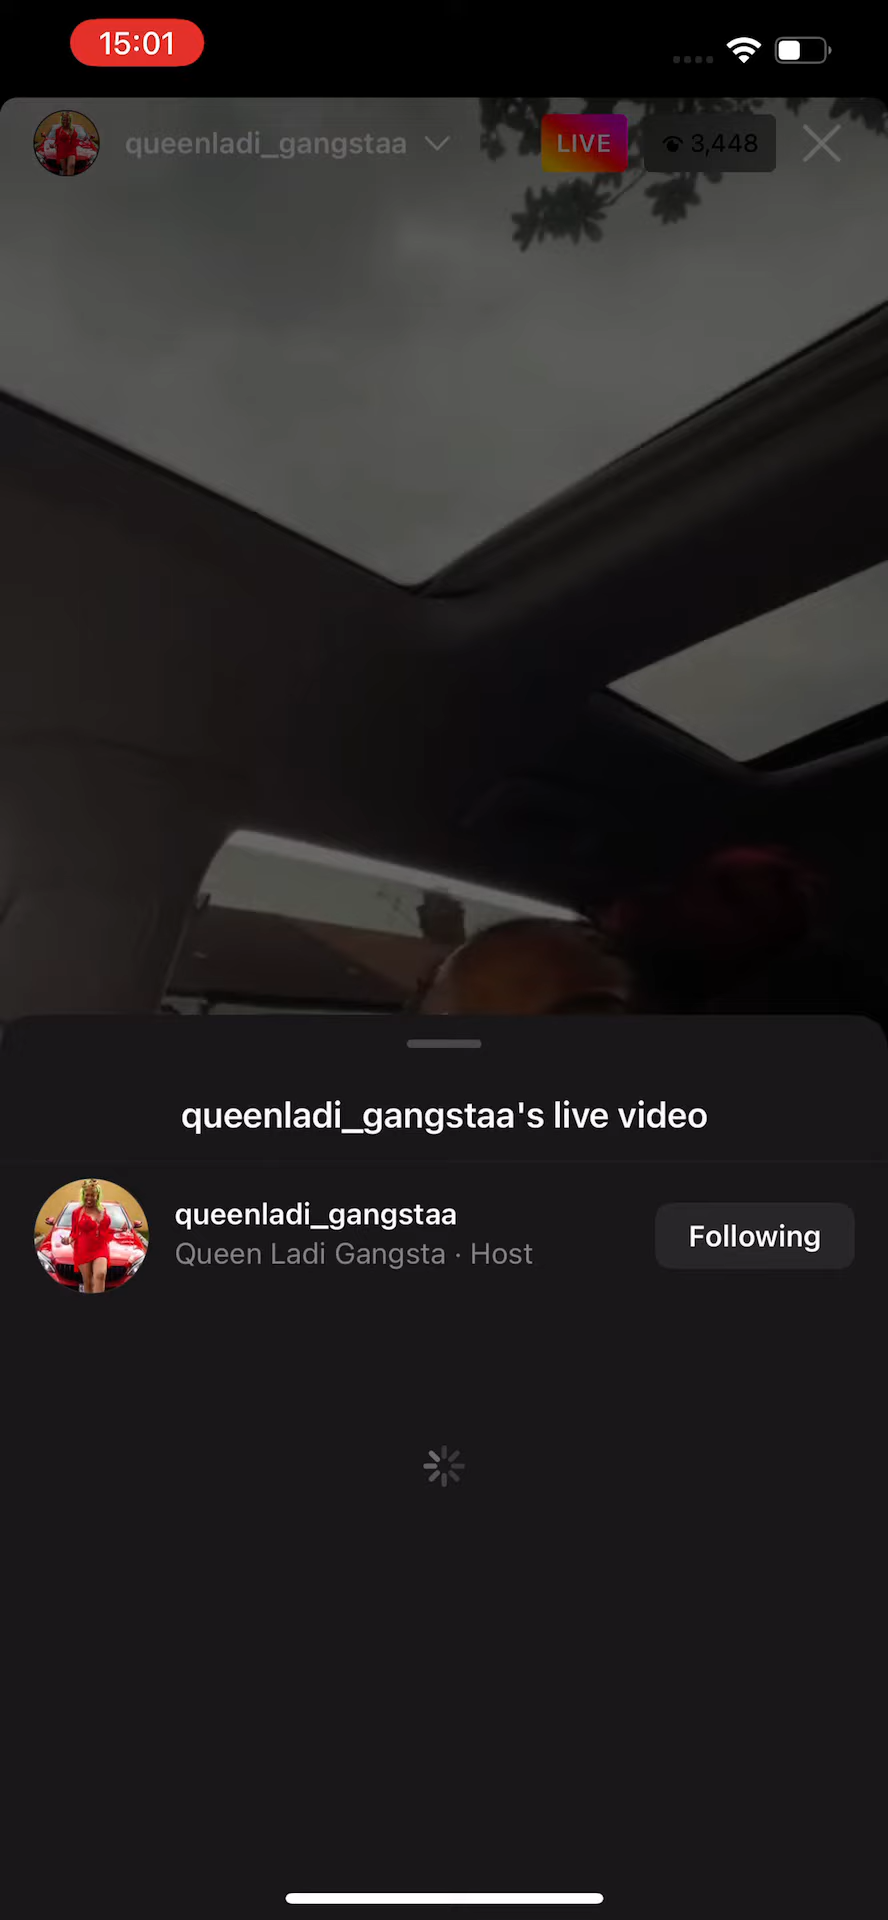 15:01
queenladi_gangstaa
LIVE
3,448
queenladi_gangstaa's live video
queenladi_gangstaa
Queen Ladi Gangsta · Host
Following